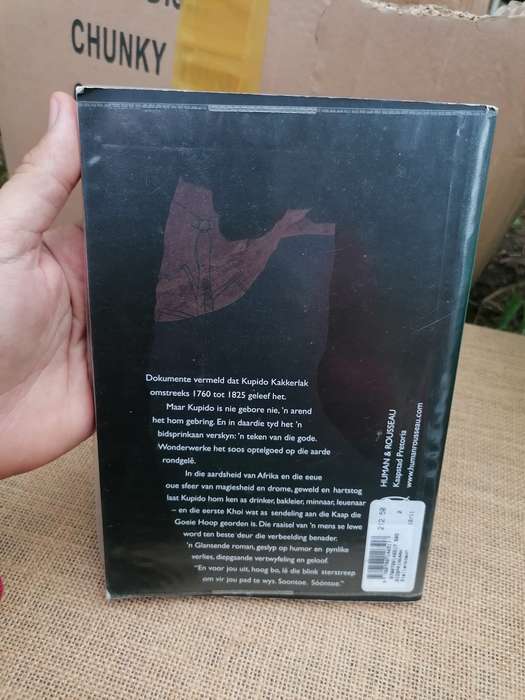 CHUNKY
Dokumente vermeld dat Kupido Kakkerlak
omstreeks 1760 tot 1825 geleef het.
Maar Kupido is nie gebore nie, 'n arend
het hom gebring. En in daardie tyd het 'n
bidsprinkaan verskyn: 'n teken van die gode.
Wonderwerke het soos optelgoed op die aarde
rondgelê.
In die aardsheid van Afrika en die eeue
oue sfeer van magiesheid en drome, geweld en hartstog
laat Kupido hom ken as drinker, bakleier, minnaar, leuenaar
– en die eerste Khoi wat as sendeling aan die Kaap die
Goeie Hoop georden is. Die raaisel van 'n mens se lewe
word ten beste deur die verbeelding benader.
'n Glansende roman, geslyp op humor en pynlike
verlies, diepgaande vertwyfeling en geloof.
"En voor jou uit, hoog bo, lê die blink sterstreep
om vir jou pad te wys. Soontoe. Sóóntoe."
HUMAN & ROUSSEAU
Kaapstad Pretoria
www.humanrousseau.com
212.50
2